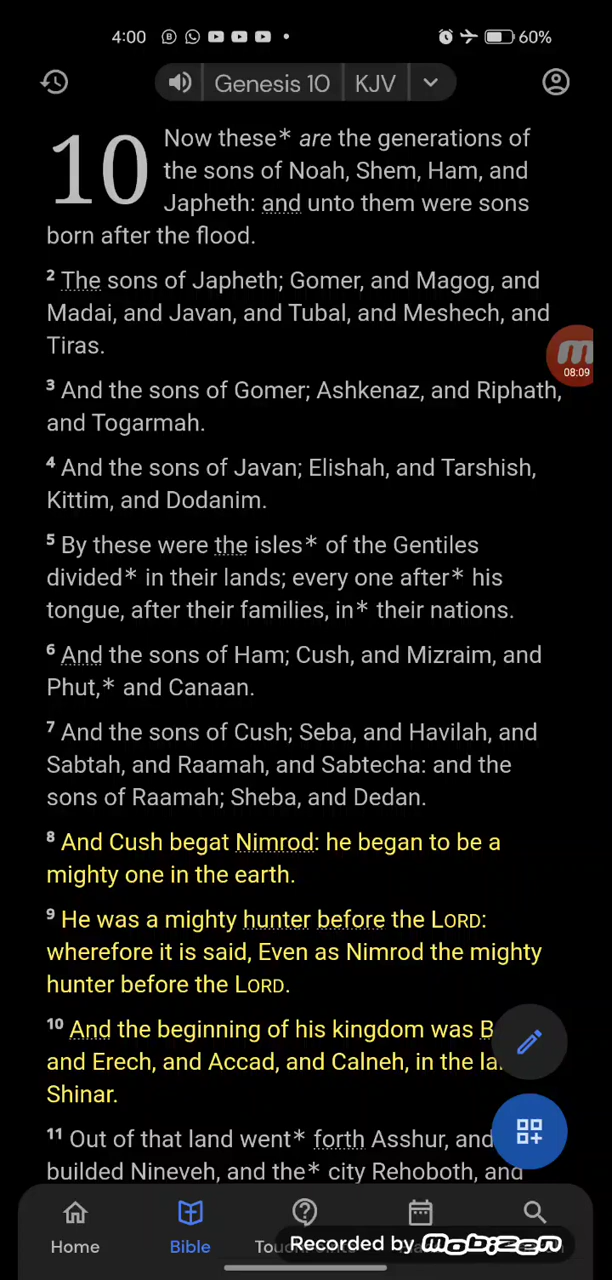 4:00
60%
Genesis 10 KJV
10 Now these* are the generations of
the sons of Noah, Shem, Ham, and
Japheth: and unto them were sons
born after the flood.
2 The sons of Japheth; Gomer, and Magog, and
Madai, and Javan, and Tubal, and Meshech, and
Tiras.
08:09
3 And the sons of Gomer; Ashkenaz, and Riphath,
and Togarmah.
4 And the sons of Javan; Elishah, and Tarshish,
Kittim, and Dodanim.
5 By these were the isles* of the Gentiles
divided* in their lands; every one after* his
tongue, after their families, in* their nations.
6 And the sons of Ham; Cush, and Mizraim, and
Phut,* and Canaan.
7 And the sons of Cush; Seba, and Havilah, and
Sabtah, and Raamah, and Sabtecha: and the
sons of Raamah; Sheba, and Dedan.
8 And Cush begat Nimrod: he began to be a
mighty one in the earth.
9 He was a mighty hunter before the LORD:
wherefore it is said, Even as Nimrod the mighty
hunter before the LORD.
10 And the beginning of his kingdom was B
and Erech, and Accad, and Calneh, in the la
Shinar.
11 Out of that land went* forth Asshur, and
builded Nineveh, and the* city Rehoboth, and
Home Bible
Recorded by mobizen